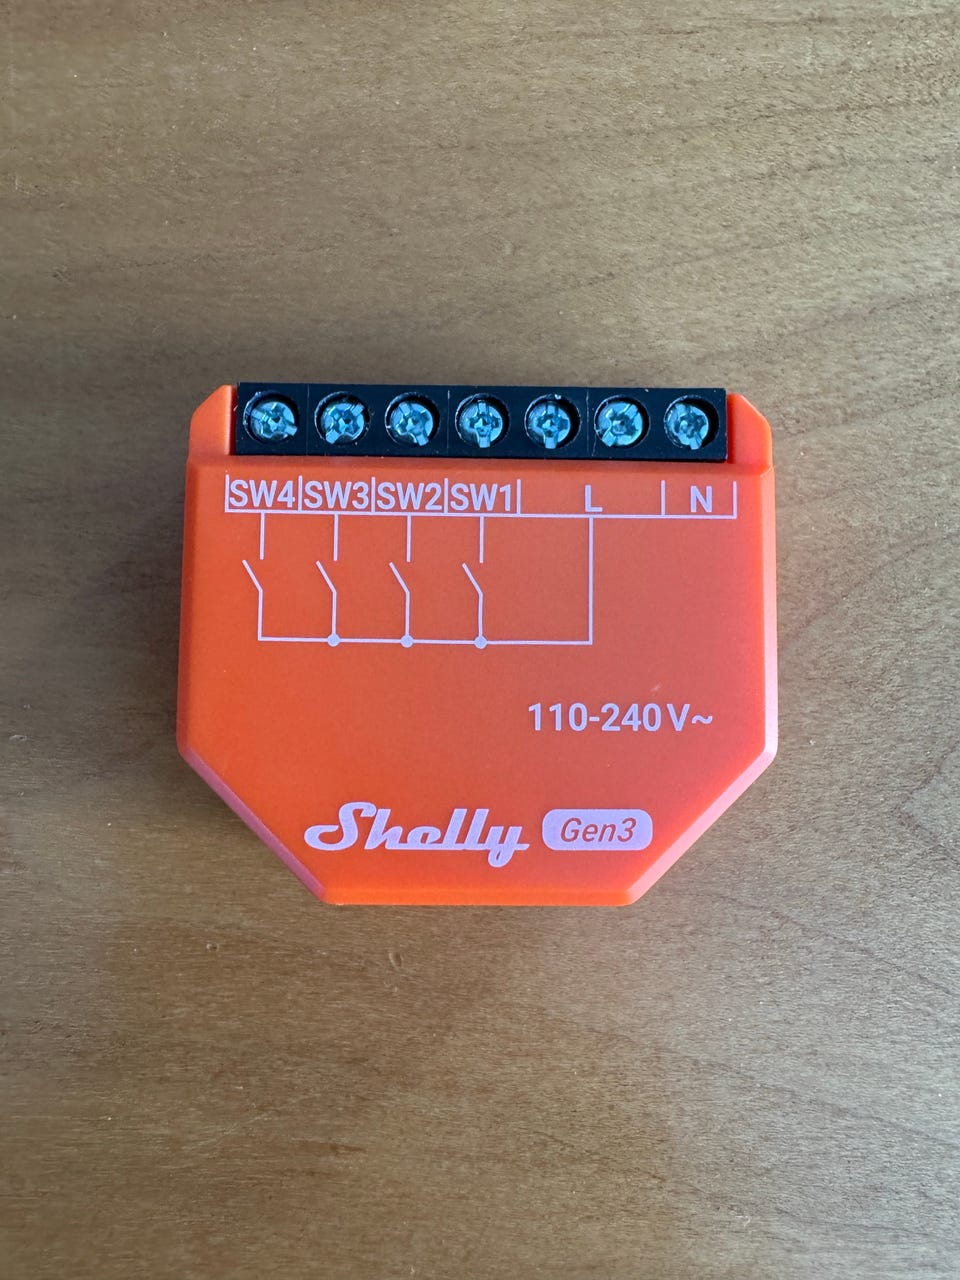 SW4 SW3 SW2 SW1 L N
110-240V~
Shelly Gen3